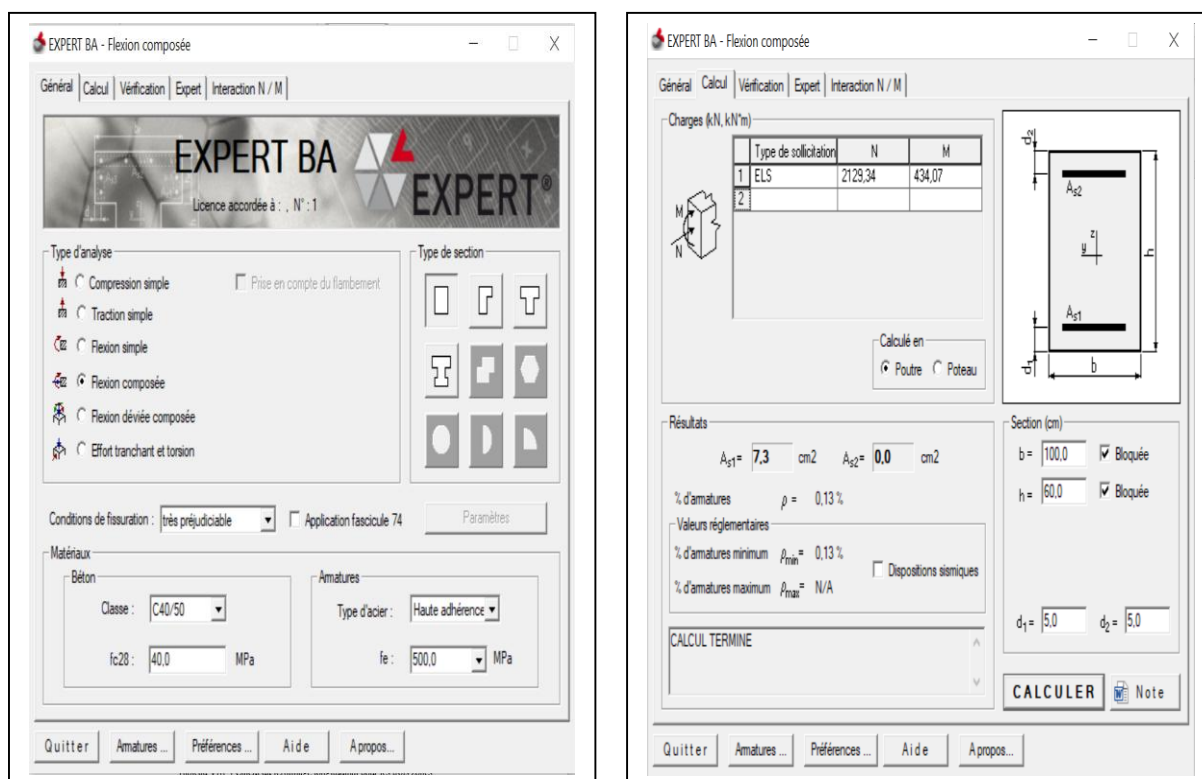 EXPERT BA - Flexion composée
Général Calcul Vérification Expert Interaction N / M
EXPERT BA
EXPERT®
Licence accordée à : , N° : 1
Type d'analyse
Compression simple
Prise en compte du flambement
Traction simple
Flexion simple
Flexion composée
Flexion déviée composée
Effort tranchant et torsion
Type de section
Conditions de fissuration : très préjudiciable
Application fascicule 74
Paramètres
Matériaux
Béton
Classe : C40/50
fc28 : 40,0 MPa
Armatures
Type d'acier : Haute adhérence
fe : 500,0 MPa
Quitter Armatures ... Préférences ... Aide A propos...
EXPERT BA - Flexion composée
Général Calcul Vérification Expert Interaction N / M
Charges (kN, kN*m)
Type de sollicitation N M
1 ELS 2129,34 434,07
2
M
N
Calculé en
Poutre Poteau
d2
As2
z
y
h
As1
d1
b
Résultats
As1= 7,3 cm2 As2= 0,0 cm2
% d'armatures ρ = 0,13 %
Valeurs réglementaires
% d'armatures minimum ρmin= 0,13 %
% d'armatures maximum ρmax= N/A
Dispositions sismiques
CALCUL TERMINE
Section (cm)
b = 100,0 Bloquée
h = 60,0 Bloquée
d1 = 5,0 d2 = 5,0
CALCULER Note
Quitter Armatures ... Préférences ... Aide A propos...